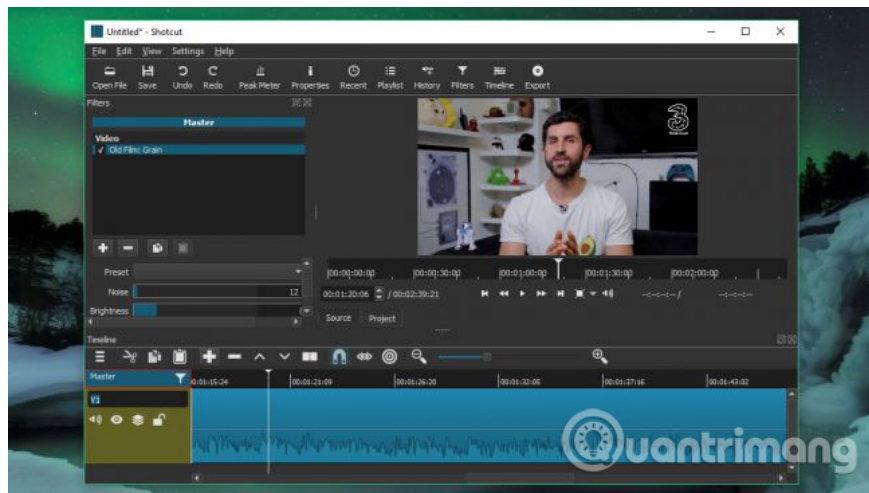 Untitled* - Shotcut
File Edit View Settings Help
Open File Save Undo Redo Peak Meter Properties Recent Playlist History Filters Timeline Export
Filters
Master
Video
Old Film: Grain
3
Preset
Noise 12
Brightness
00:00:00:00 00:00:30:00 00:01:00:00 00:01:30:00 00:02:00:00
00:01:20:06 / 00:02:39:21 --:--:--:-- / --:--:--:--
Source Project
Timeline
Master
00:01:15:24 00:01:21:09 00:01:26:20 00:01:32:05 00:01:37:16 00:01:43:02
V1
Quantrimang